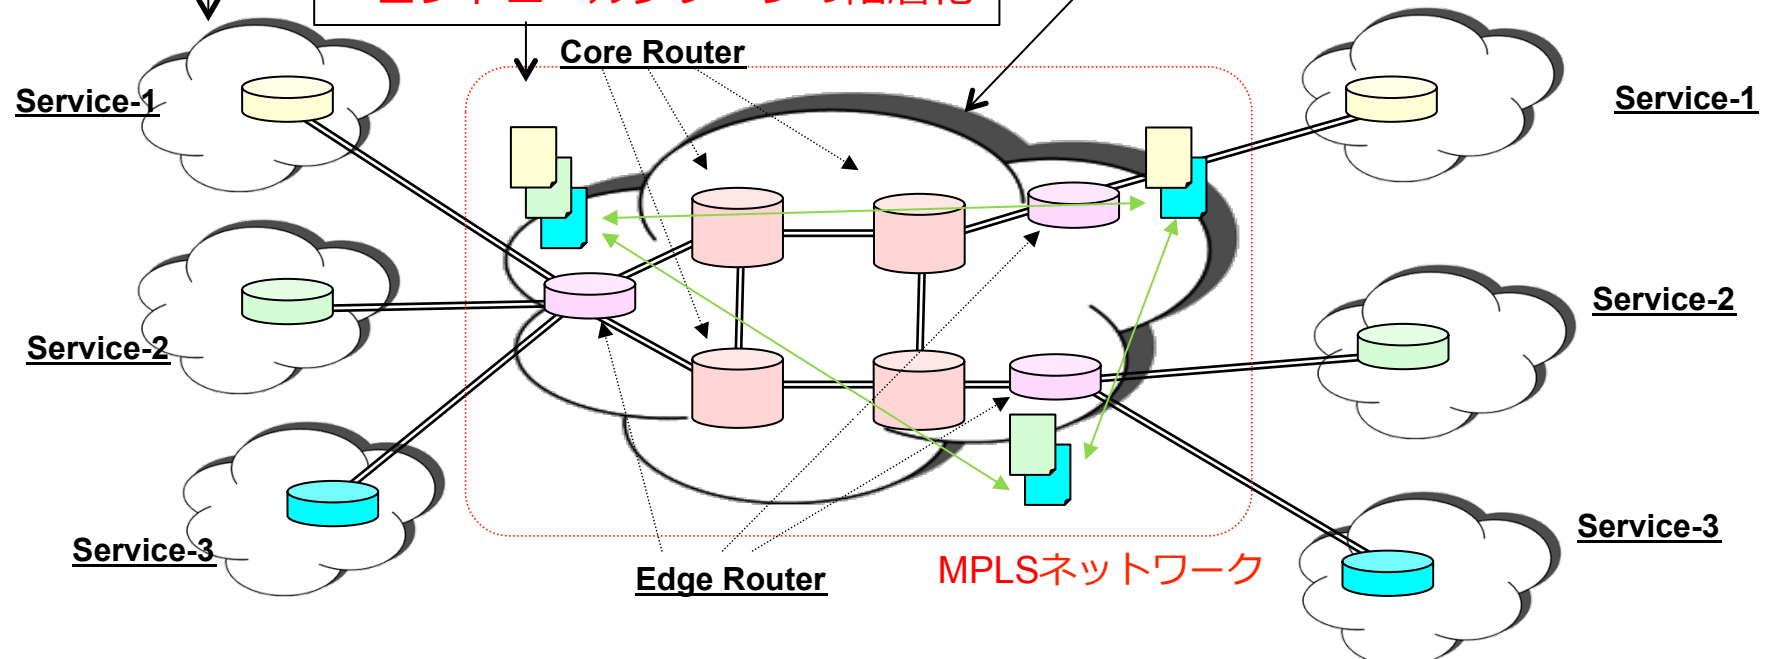 Core Router
Service-1
Service-1
Service-2
Service-2
Service-3
Service-3
Edge Router
MPLSネットワーク